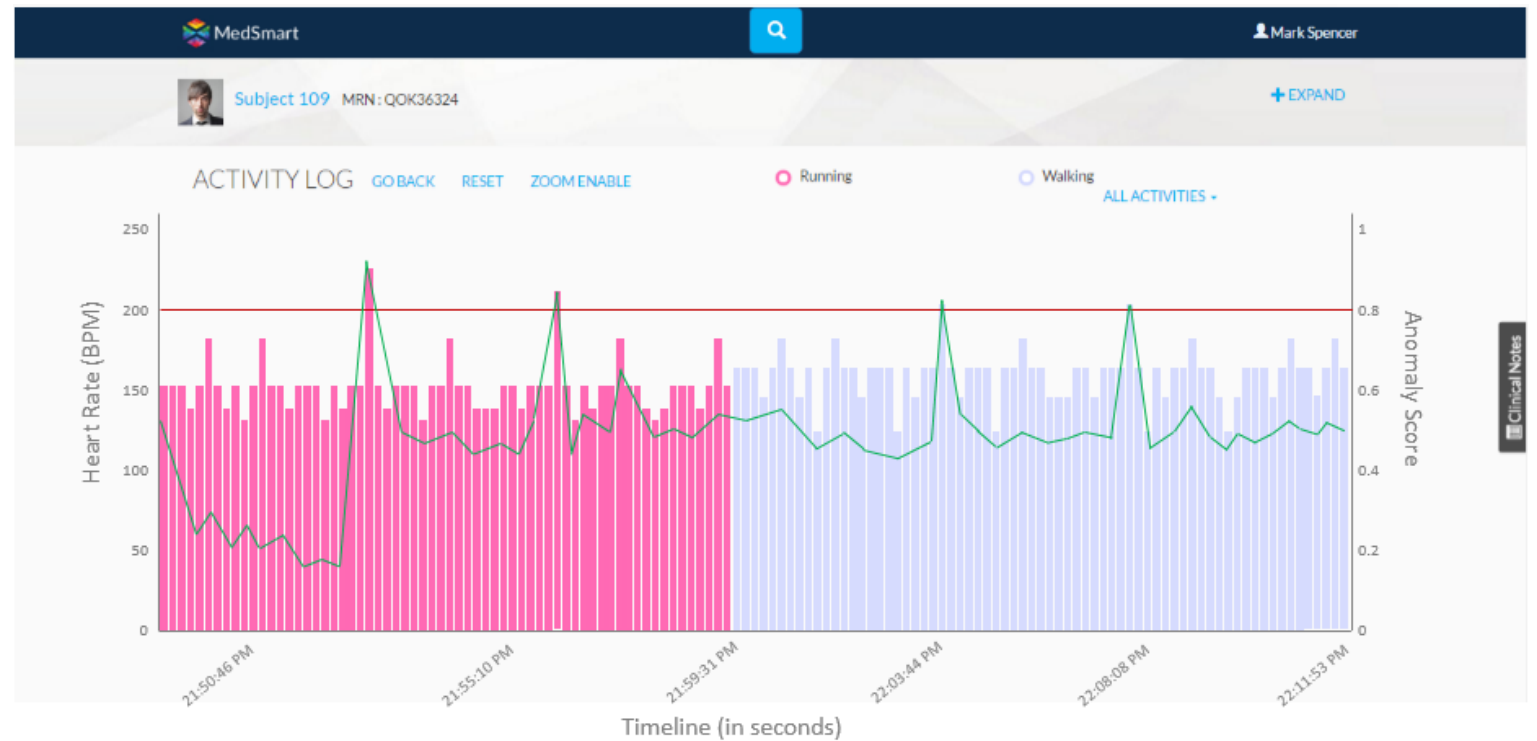 MedSmart
Mark Spencer
Subject 109 MRN : QOK36324
EXPAND
ACTIVITY LOG GO BACK RESET ZOOM ENABLE
Running
Walking
ALL ACTIVITIES
250
200
150
100
50
0
Heart Rate (BPM)
1
0.8
0.6
0.4
0.2
0
Anomaly Score
Clinical Notes
21:50:46 PM
21:55:10 PM
21:59:31 PM
22:03:44 PM
22:08:08 PM
22:11:53 PM
Timeline (in seconds)